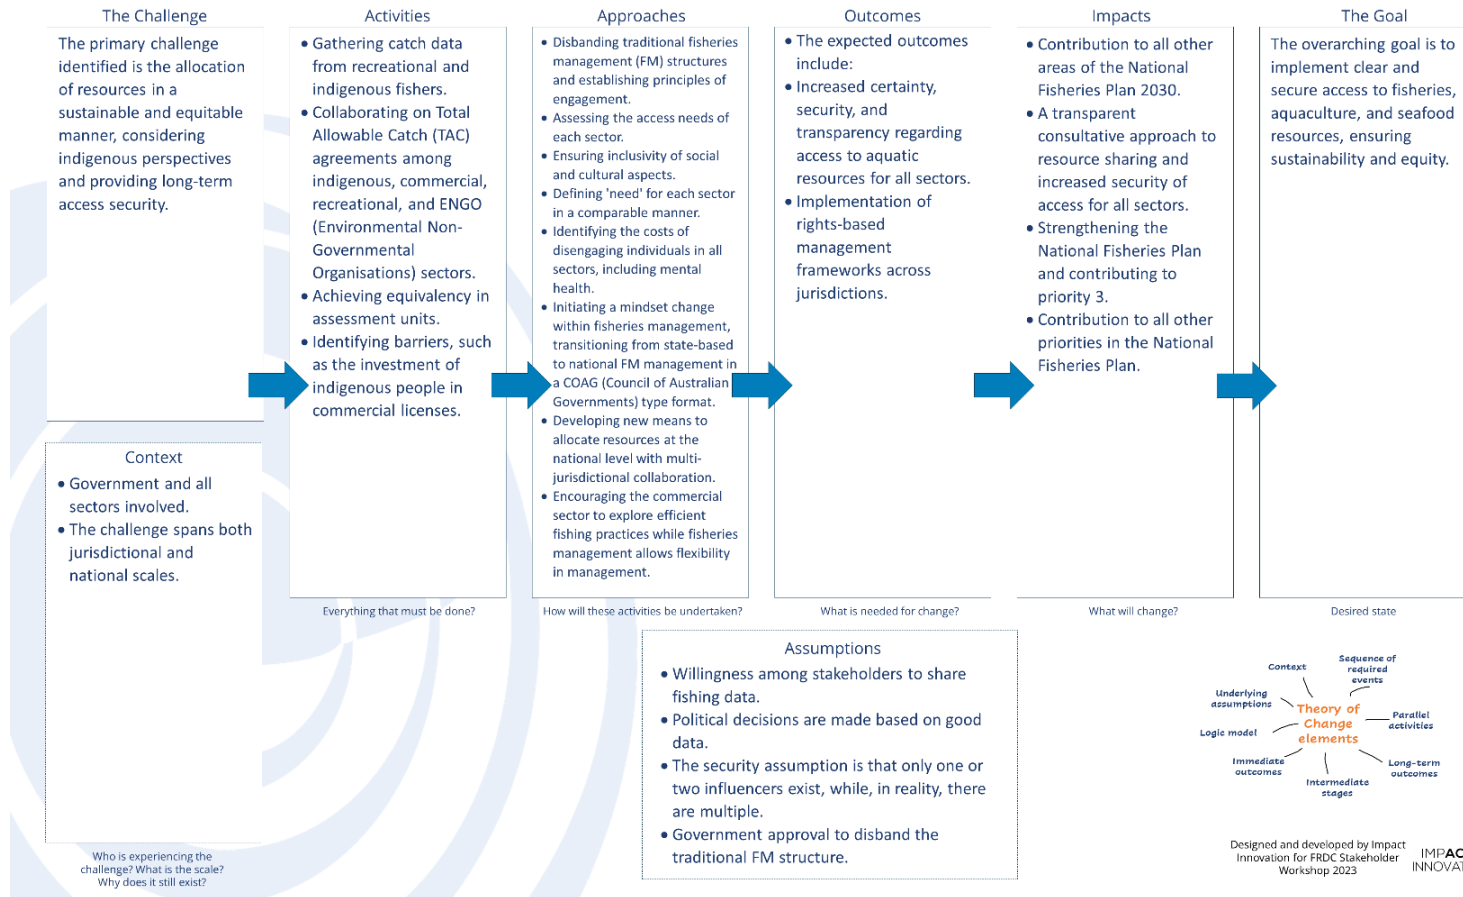 The Challenge
The primary challenge
identified is the allocation
of resources in a
sustainable and equitable
manner, considering
indigenous perspectives
and providing long-term
access security.
Context
• Government and all
sectors involved.
• The challenge spans both
jurisdictional and
national scales.
Who is experiencing the
challenge? What is the scale?
Why does it still exist?
Activities
• Gathering catch data
from recreational and
indigenous fishers.
• Collaborating on Total
Allowable Catch (TAC)
agreements among
indigenous, commercial,
recreational, and ENGO
(Environmental Non-
Governmental
Organisations) sectors.
• Achieving equivalency in
assessment units.
• Identifying barriers, such
as the investment of
indigenous people in
commercial licenses.
Everything that must be done?
Approaches
• Disbanding traditional fisheries
management (FM) structures
and establishing principles of
engagement.
• Assessing the access needs of
each sector.
• Ensuring inclusivity of social
and cultural aspects.
• Defining 'need' for each sector
in a comparable manner.
• Identifying the costs of
disengaging individuals in all
sectors, including mental
health.
• Initiating a mindset change
within fisheries management,
transitioning from state-based
to national FM management in
a COAG (Council of Australian
Governments) type format.
• Developing new means to
allocate resources at the
national level with multi-
jurisdictional collaboration.
• Encouraging the commercial
sector to explore efficient
fishing practices while fisheries
management allows flexibility
in management.
How will these activities be undertaken?
Outcomes
• The expected outcomes
include:
• Increased certainty,
security, and
transparency regarding
access to aquatic
resources for all sectors.
• Implementation of
rights-based
management
frameworks across
jurisdictions.
What is needed for change?
Impacts
• Contribution to all other
areas of the National
Fisheries Plan 2030.
• A transparent
consultative approach to
resource sharing and
increased security of
access for all sectors.
• Strengthening the
National Fisheries Plan
and contributing to
priority 3.
• Contribution to all other
priorities in the National
Fisheries Plan.
What will change?
The Goal
The overarching goal is to
implement clear and
secure access to fisheries,
aquaculture, and seafood
resources, ensuring
sustainability and equity.
Desired state
Assumptions
• Willingness among stakeholders to share
fishing data.
• Political decisions are made based on good
data.
• The security assumption is that only one or
two influencers exist, while, in reality, there
are multiple.
• Government approval to disband the
traditional FM structure.
Context
Sequence of
required
events
Underlying
assumptions
Theory of
Change
elements
Parallel
activities
Logic model
Immediate
outcomes
Intermediate
stages
Long-term
outcomes
Designed and developed by Impact
Innovation for FRDC Stakeholder
Workshop 2023
IMPAC
INNOVAT